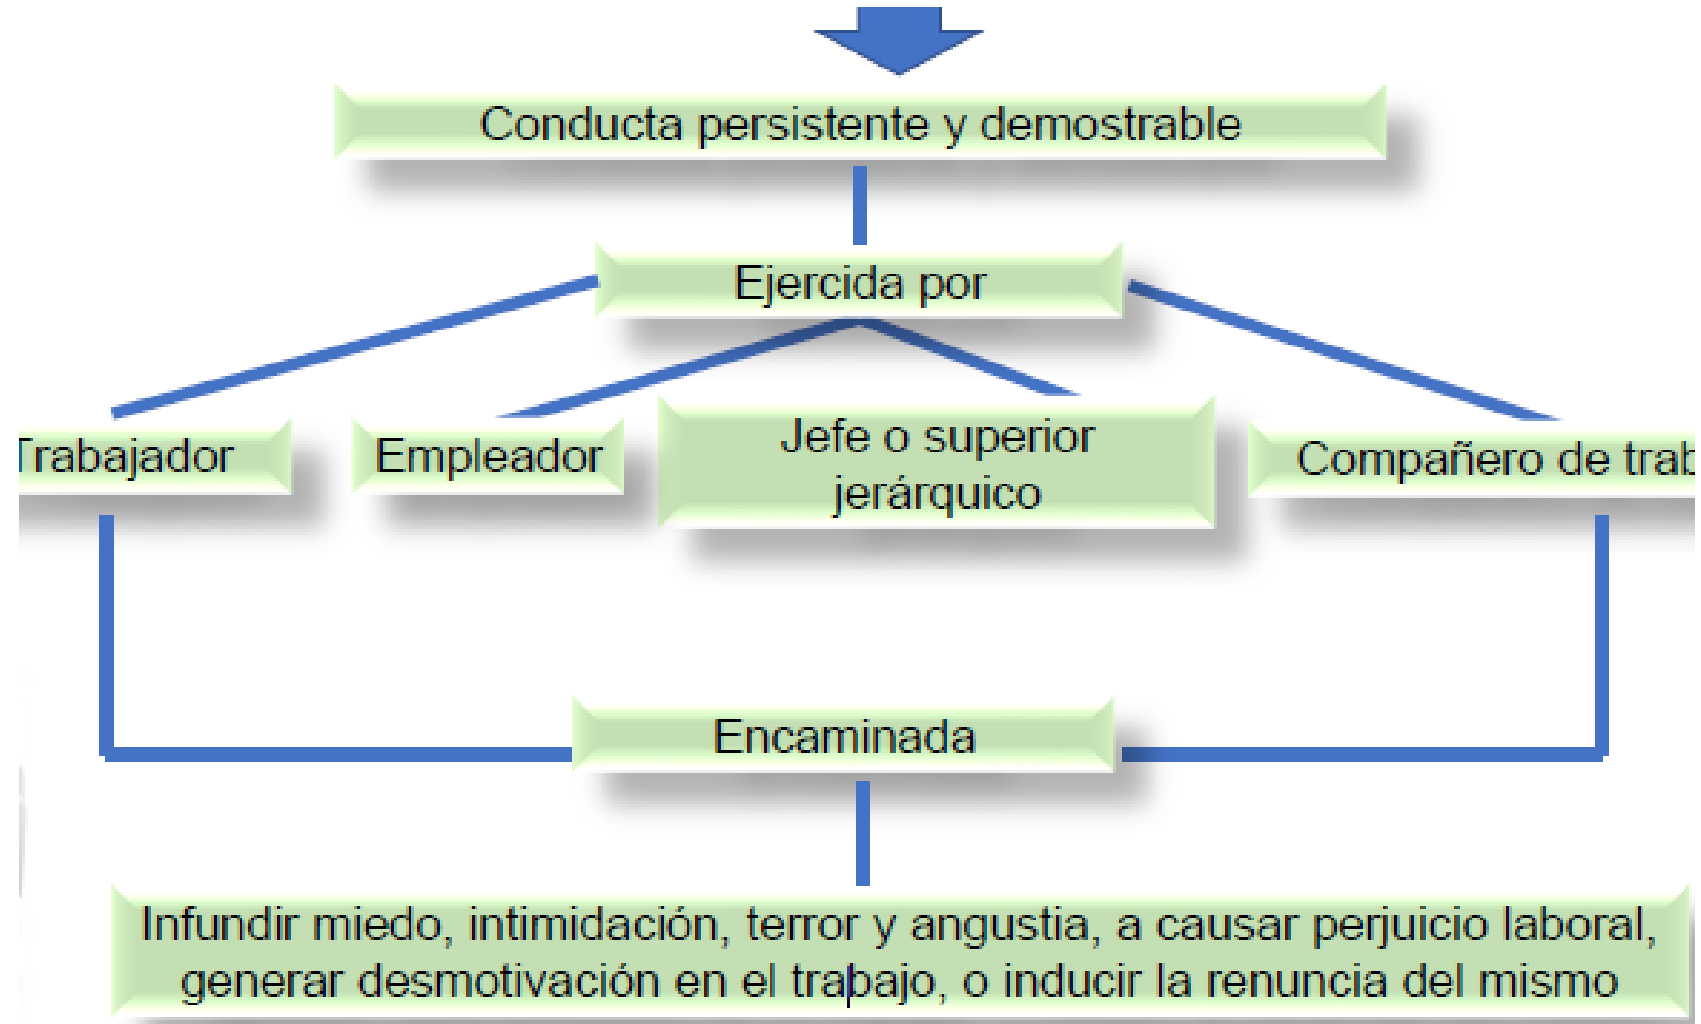 Conducta persistente y demostrable
Ejercida por
Trabajador
Empleador
Jefe o superior
jerárquico
Compañero de trab
Encaminada
Infundir miedo, intimidación, terror y angustia, a causar perjuicio laboral,
generar desmotivación en el trabajo, o inducir la renuncia del mismo